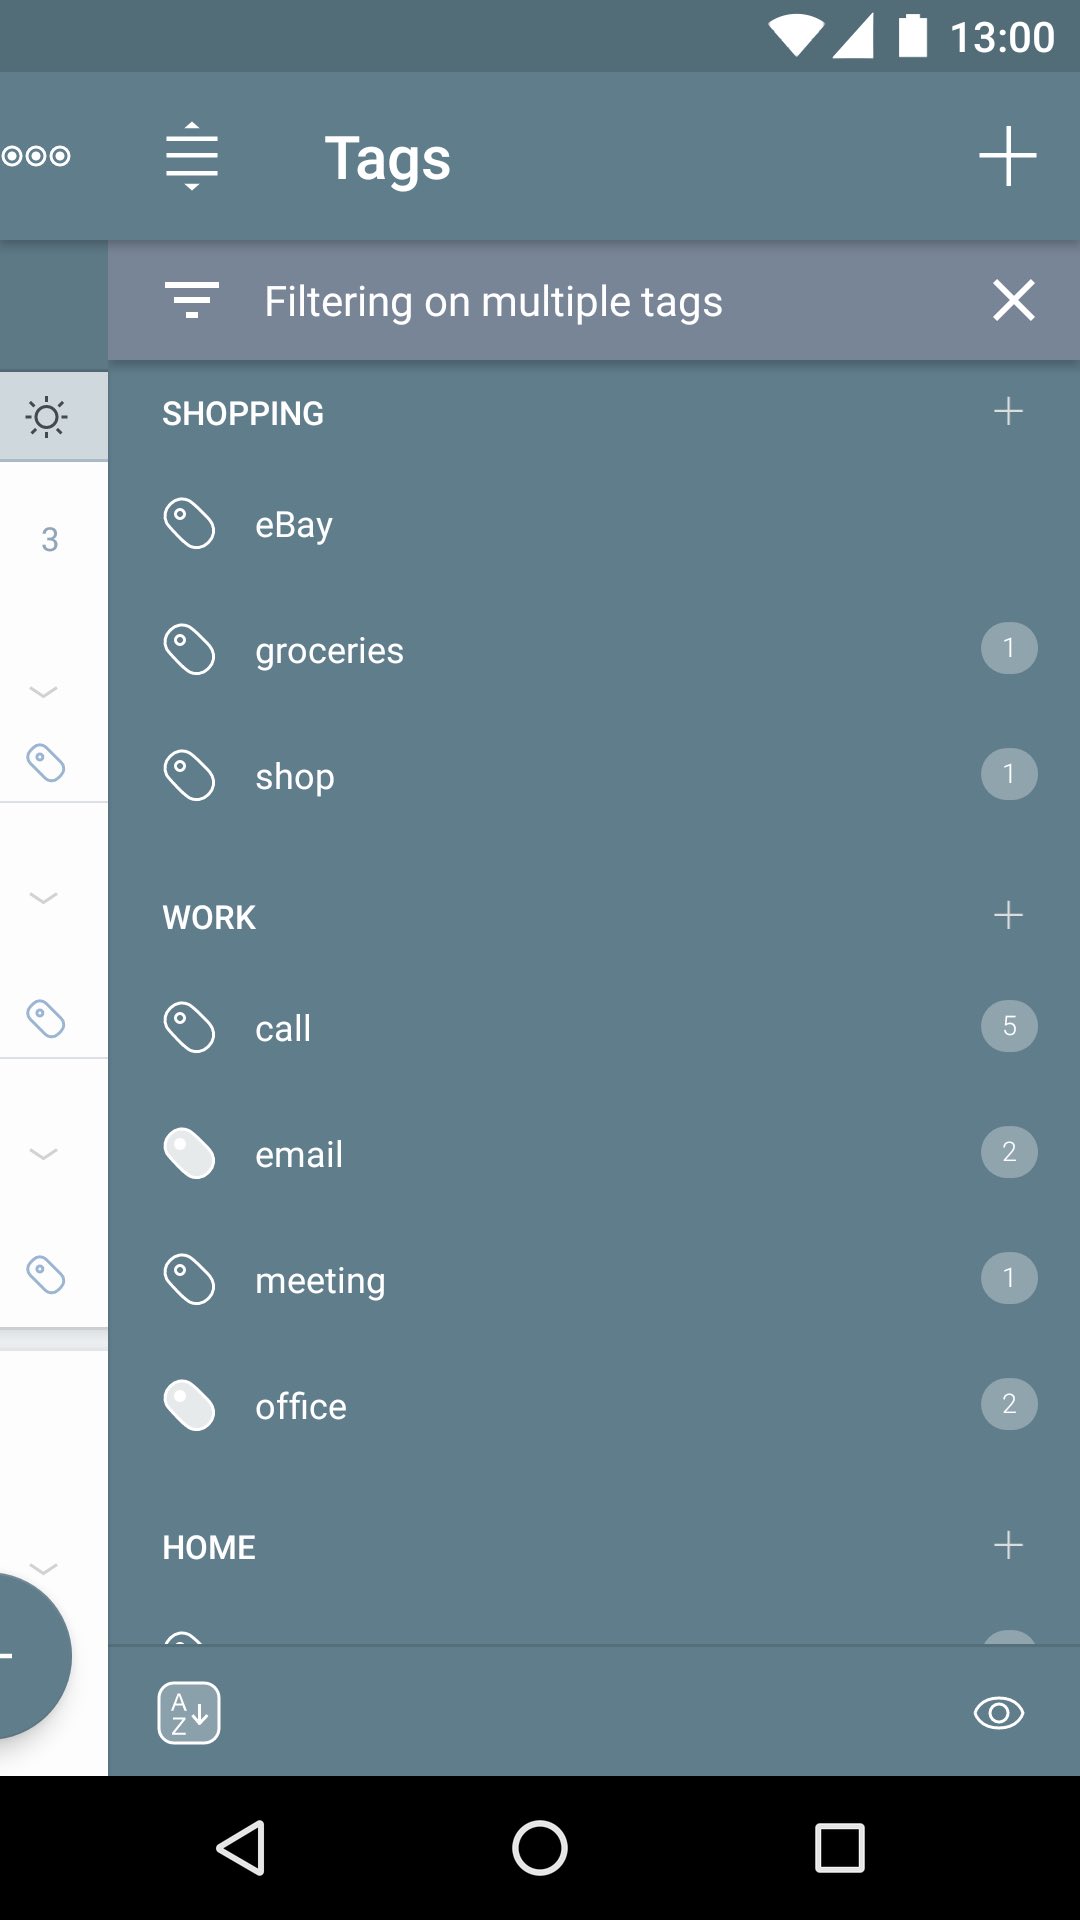 13:00
Tags
Filtering on multiple tags
SHOPPING
3
eBay
groceries 1
shop 1
WORK
call 5
email 2
meeting 1
office 2
HOME
A
Z